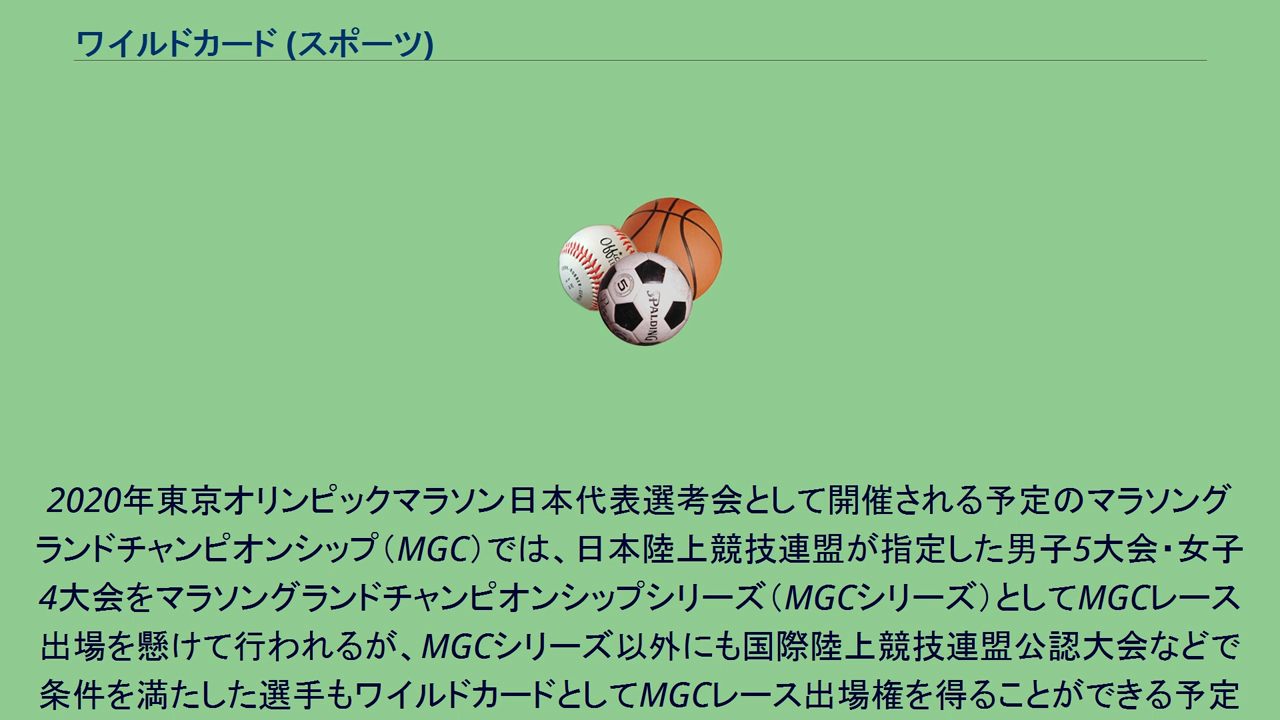 ワイルドカード (スポーツ)
Offici
5
SPALDING
2020年東京オリンピックマラソン日本代表選考会として開催される予定のマラソング
ランドチャンピオンシップ（MGC）では、日本陸上競技連盟が指定した男子5大会・女子
4大会をマラソングランドチャンピオンシップシリーズ（MGCシリーズ）としてMGCレース
出場を懸けて行われるが、MGCシリーズ以外にも国際陸上競技連盟公認大会などで
条件を満たした選手もワイルドカードとしてMGCレース出場権を得ることができる予定